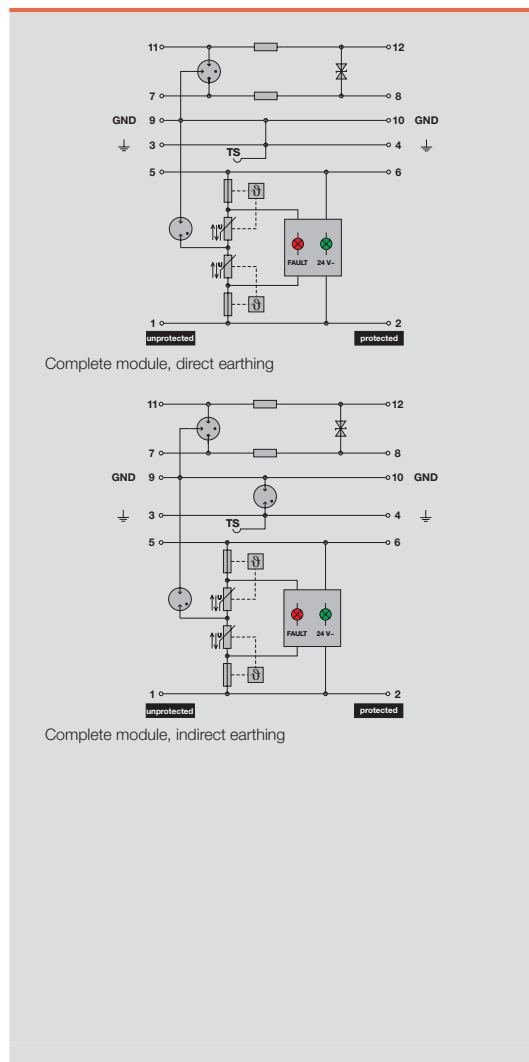 11 12
7 8
GND 9 10 GND
3 4
TS
5 6
ϑ
U
U
FAULT 24 V~
ϑ
1 2
unprotected protected
Complete module, direct earthing
11 12
7 8
GND 9 10 GND
3 4
TS
5 6
ϑ
U
U
FAULT 24 V~
ϑ
1 2
unprotected protected
Complete module, indirect earthing